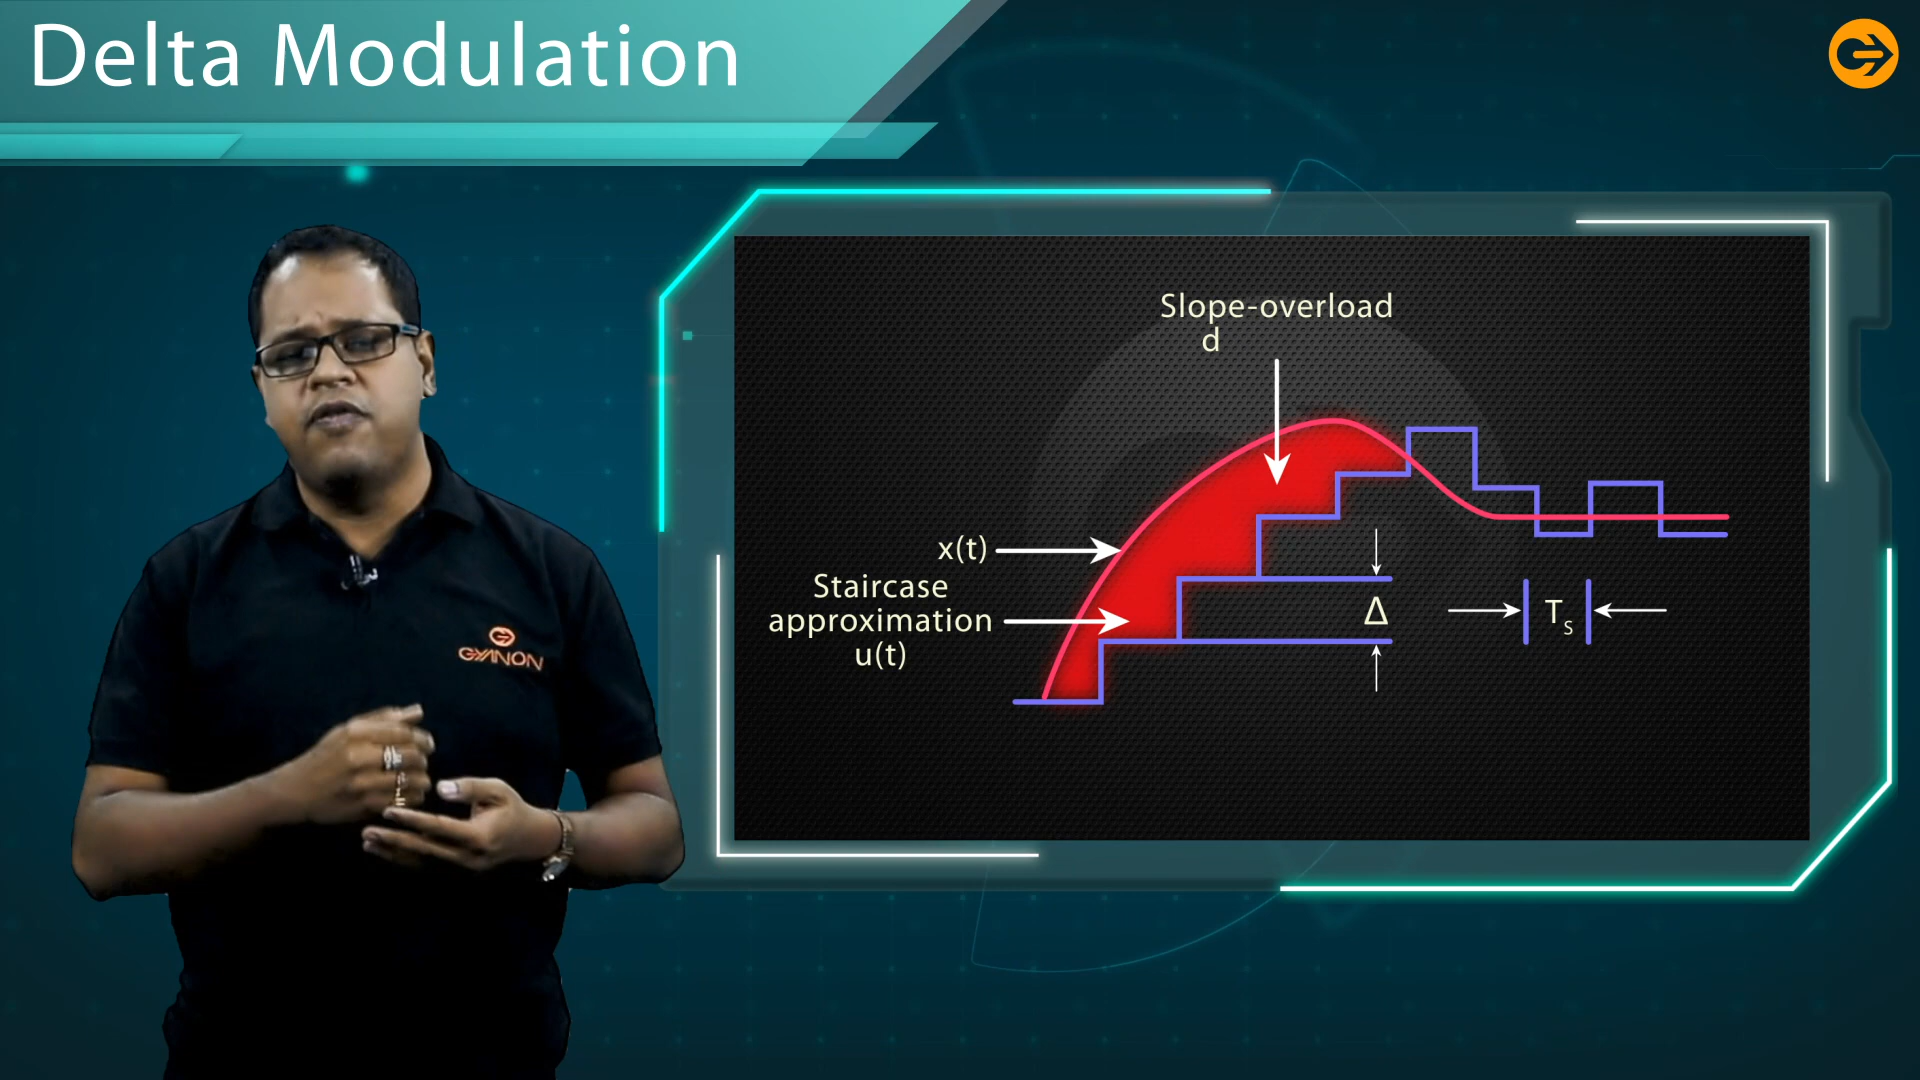 Delta Modulation
Slope-overload
d
x(t)
Staircase
approximation
u(t)
Δ
Ts
GYANON